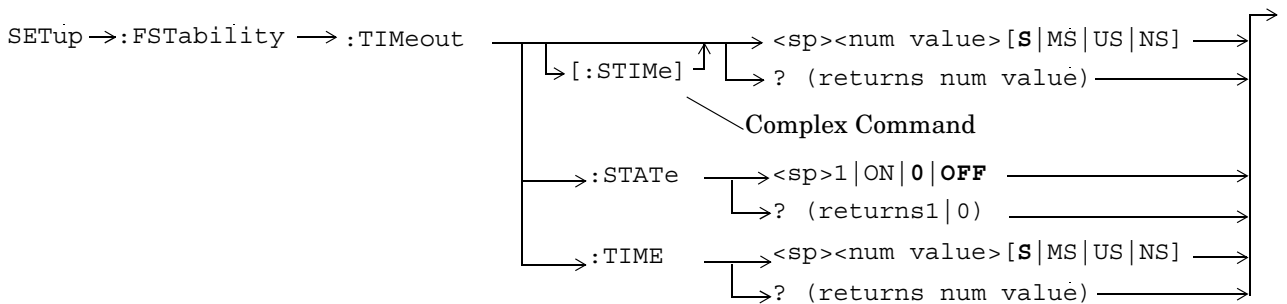 SETup :FSTability :TIMeout <sp><num value>[S|MS|US|NS]
[:STIMe] ? (returns num value)
Complex Command
:STATe <sp>1|ON|0|OFF
? (returns1|0)
:TIME <sp><num value>[S|MS|US|NS]
? (returns num value)